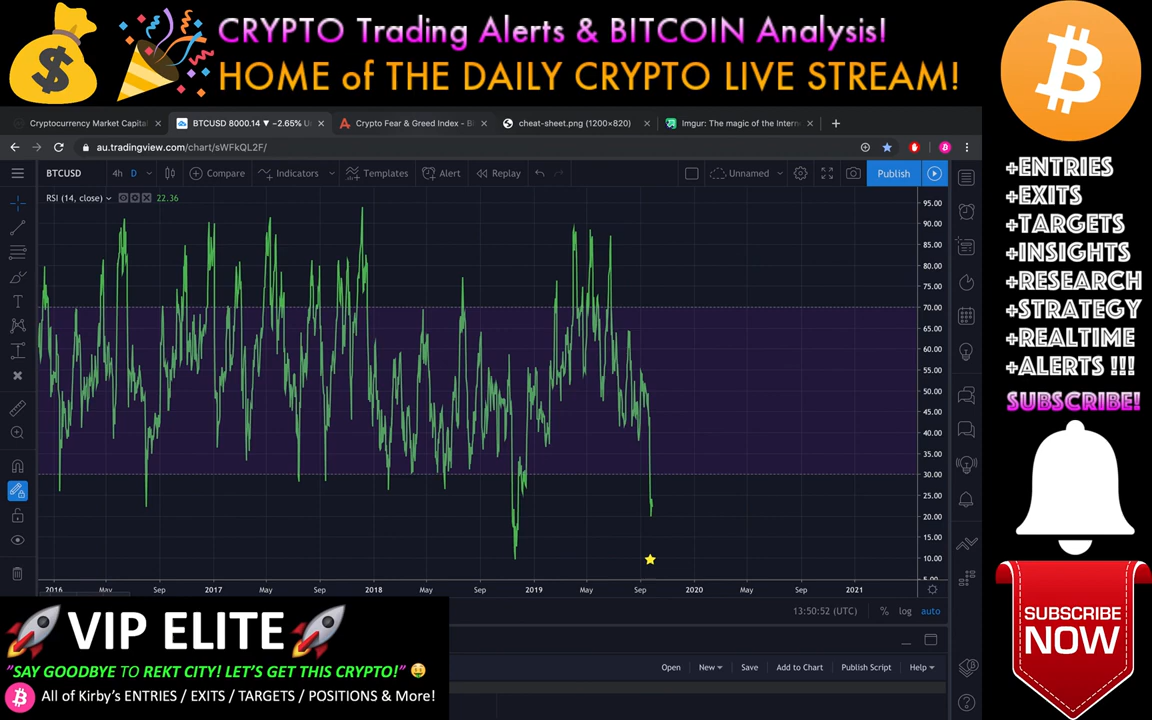 CRYPTO Trading Alerts & BITCOIN Analysis!
HOME of THE DAILY CRYPTO LIVE STREAM!
Cryptocurrency Market Capital
BTCUSD 8000.14 ▼ −2.65%
Crypto Fear & Greed Index - B
cheat-sheet.png (1200×820)
Imgur: The magic of the Intern
au.tradingview.com/chart/sWFkQL2F/
BTCUSD 4h D Compare Indicators Templates Alert Replay Unnamed Publish
RSI (14, close) 22.36
95.00
90.00
85.00
80.00
75.00
70.00
65.00
60.00
55.00
50.00
45.00
40.00
35.00
30.00
25.00
20.00
15.00
10.00
5.00
2016 May Sep 2017 May Sep 2018 May Sep 2019 May Sep 2020 May Sep 2021
13:50:52 (UTC) % log auto
Open New Save Add to Chart Publish Script Help
+ENTRIES
+EXITS
+TARGETS
+INSIGHTS
+RESEARCH
+STRATEGY
+REALTIME
+ALERTS !!!
SUBSCRIBE!
SUBSCRIBE
NOW
VIP ELITE
"SAY GOODBYE TO REKT CITY! LET'S GET THIS CRYPTO!"
All of Kirby's ENTRIES / EXITS / TARGETS / POSITIONS & More!